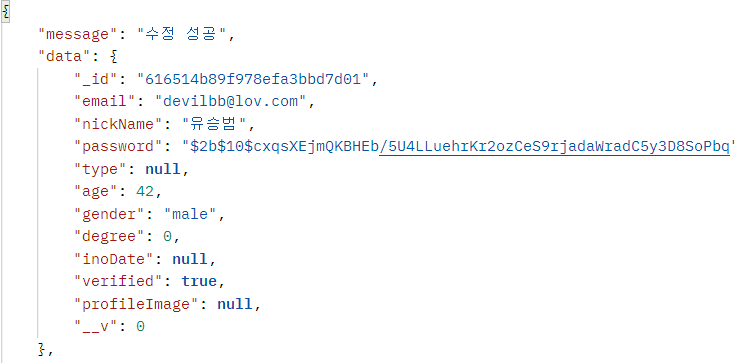 {
"message": "수정 성공",
"data": {
"_id": "616514b89f978efa3bbd7d01",
"email": "devilbb@lov.com",
"nickName": "유승범",
"password": "$2b$10$cxqsXEjmQKBHEb/5U4LLuehrKr2ozCeS9rjadaWradC5y3D8SoPbq"
"type": null,
"age": 42,
"gender": "male",
"degree": 0,
"inoDate": null,
"verified": true,
"profileImage": null,
"__v": 0
},